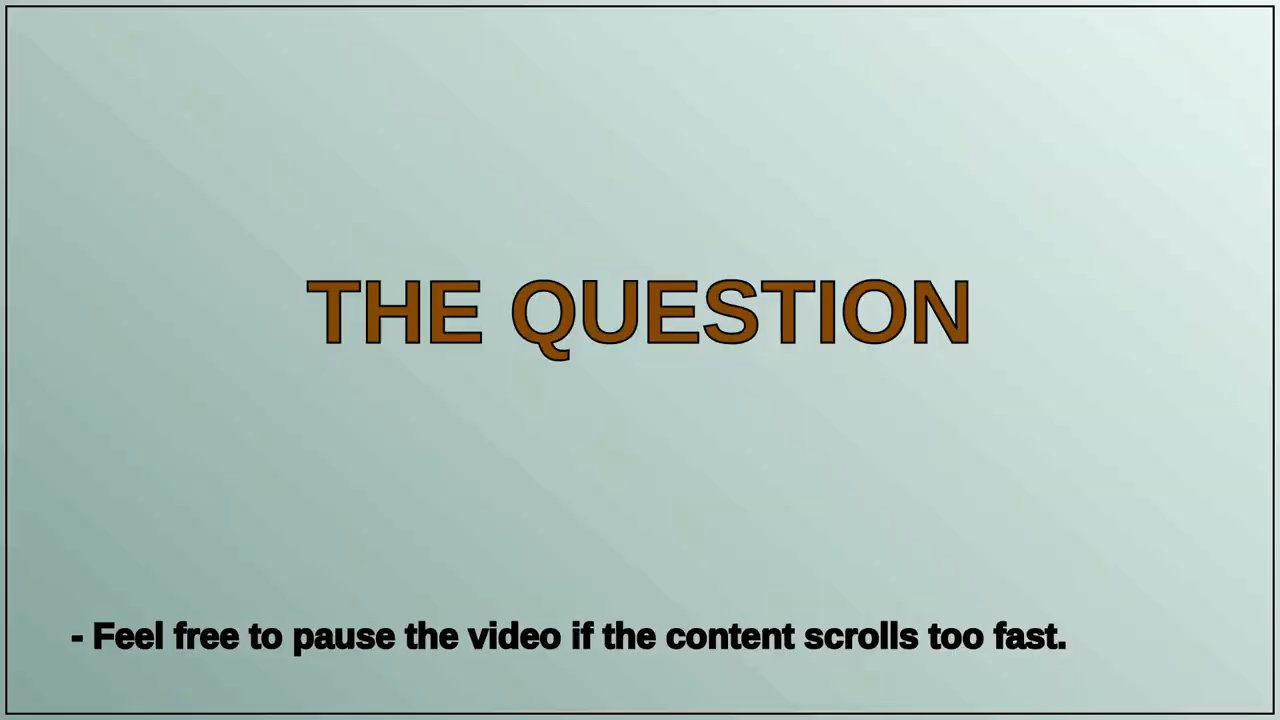 THE QUESTION
- Feel free to pause the video if the content scrolls too fast.